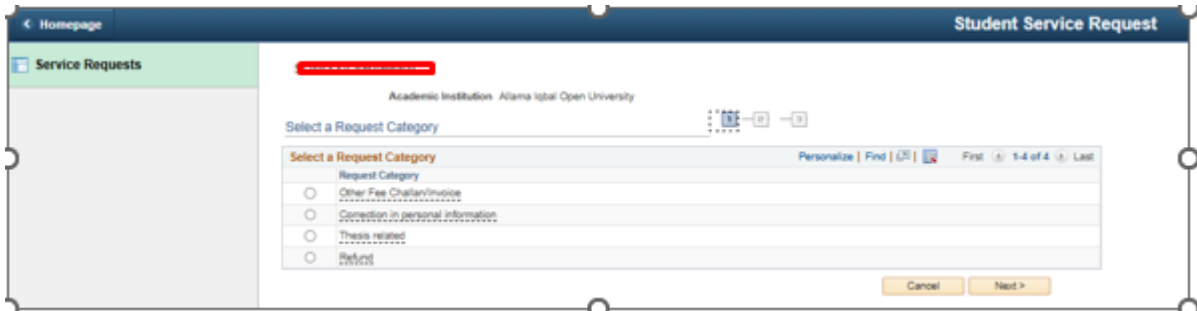 Homepage
Student Service Request
Service Requests
Academic Institution Allama Iqbal Open University
Select a Request Category
1 2 3
Select a Request Category
Personalize | Find |
First 1-4 of 4 Last
Request Category
Other Fee Challan/Invoice
Correction in personal information
Thesis related
Refund
Cancel
Next >